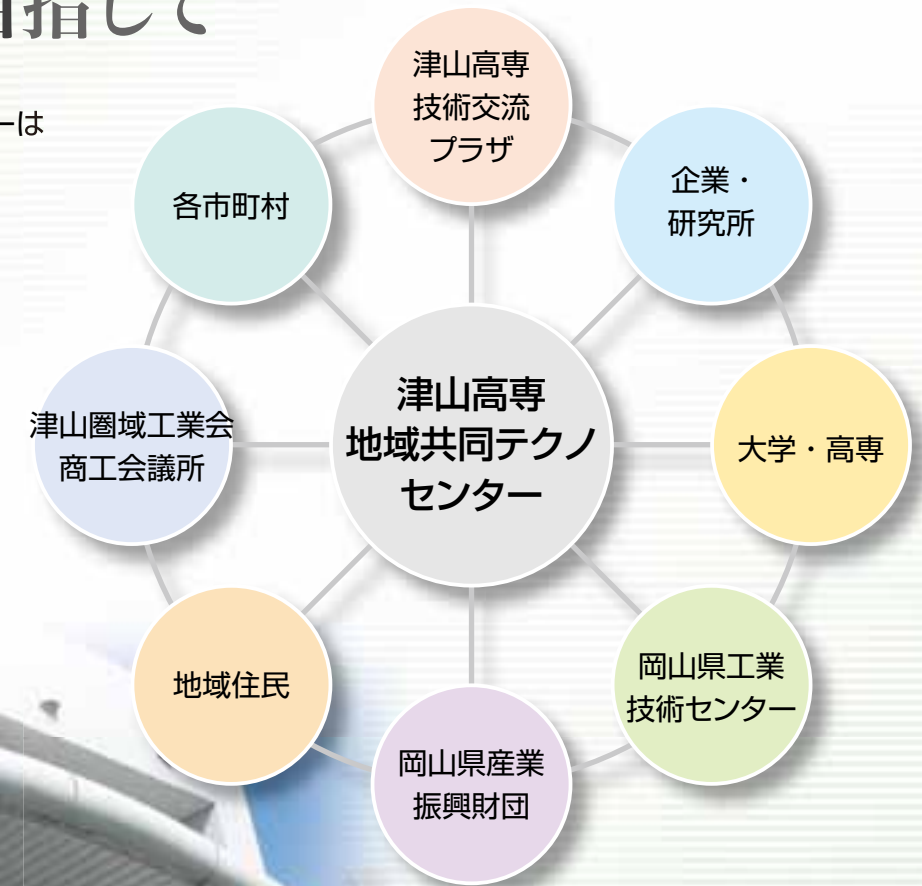 目指して
ーは
津山高専
技術交流
プラザ
企業・
研究所
各市町村
津山高専
地域共同テクノ
センター
大学・高専
津山圏域工業会
商工会議所
岡山県工業
技術センター
地域住民
岡山県産業
振興財団